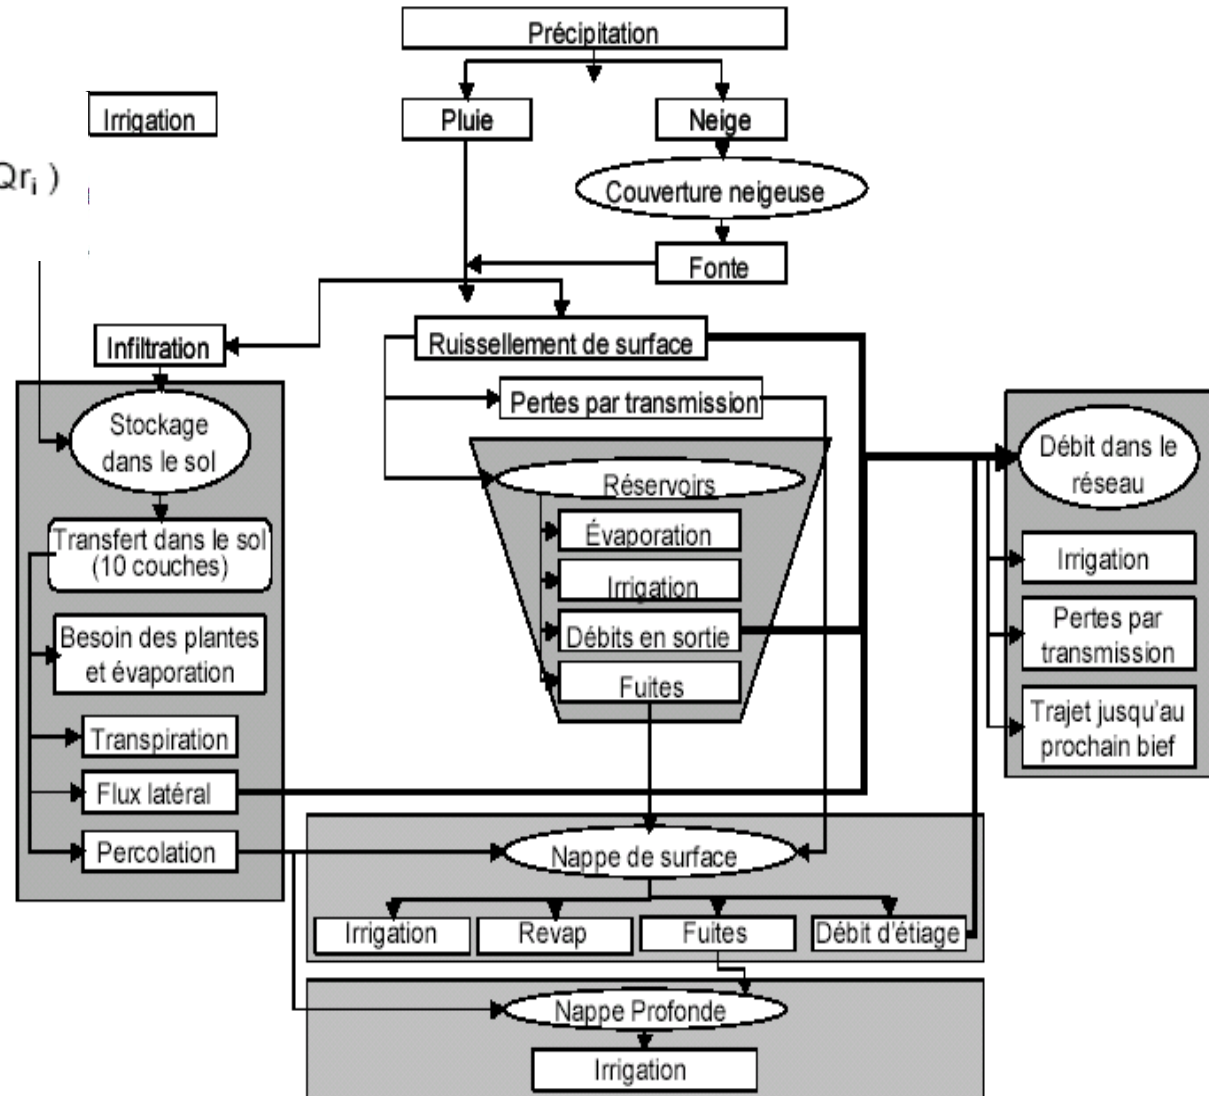 Précipitation
Irrigation
Pluie
Neige
Qrᵢ )
Couverture neigeuse
Fonte
Infiltration
Ruissellement de surface
Pertes par transmission
Stockage
dans le sol
Transfert dans le sol
(10 couches)
Besoin des plantes
et évaporation
Transpiration
Flux latéral
Percolation
Réservoirs
Évaporation
Irrigation
Débits en sortie
Fuites
Débit dans le
réseau
Irrigation
Pertes par
transmission
Trajet jusqu'au
prochain bief
Nappe de surface
Irrigation
Revap
Fuites
Débit d'étiage
Nappe Profonde
Irrigation